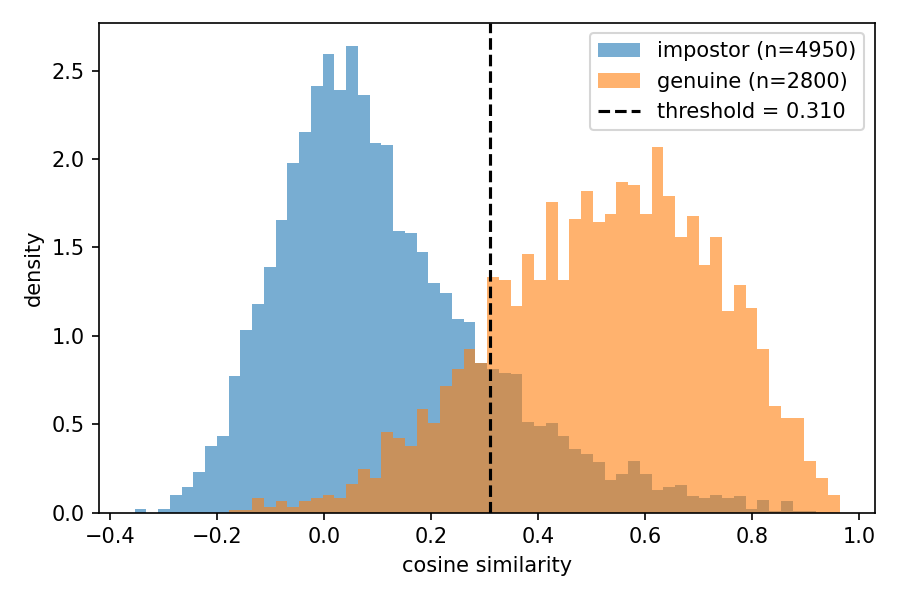 impostor (n=4950)
genuine (n=2800)
threshold = 0.310
density
2.5
2.0
1.5
1.0
0.5
0.0
−0.4 −0.2 0.0 0.2 0.4 0.6 0.8 1.0
cosine similarity